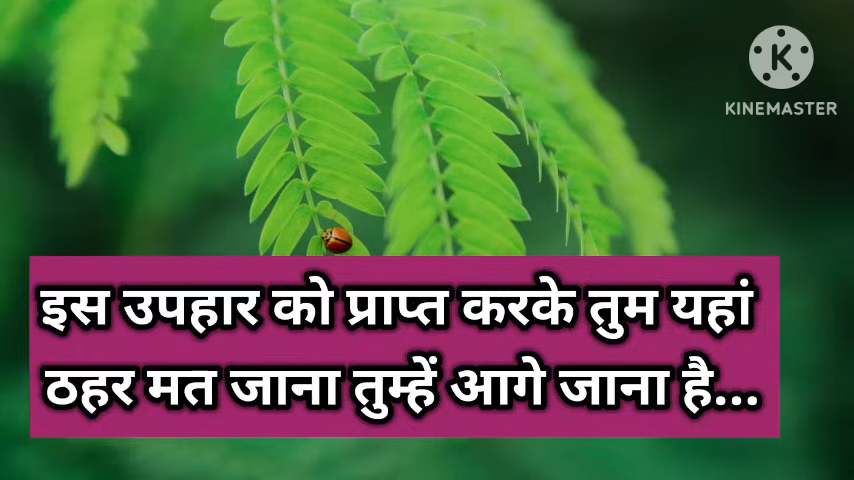 KINEMASTER
इस उपहार को प्राप्त करके तुम यहां
ठहर मत जाना तुम्हें आगे जाना है...